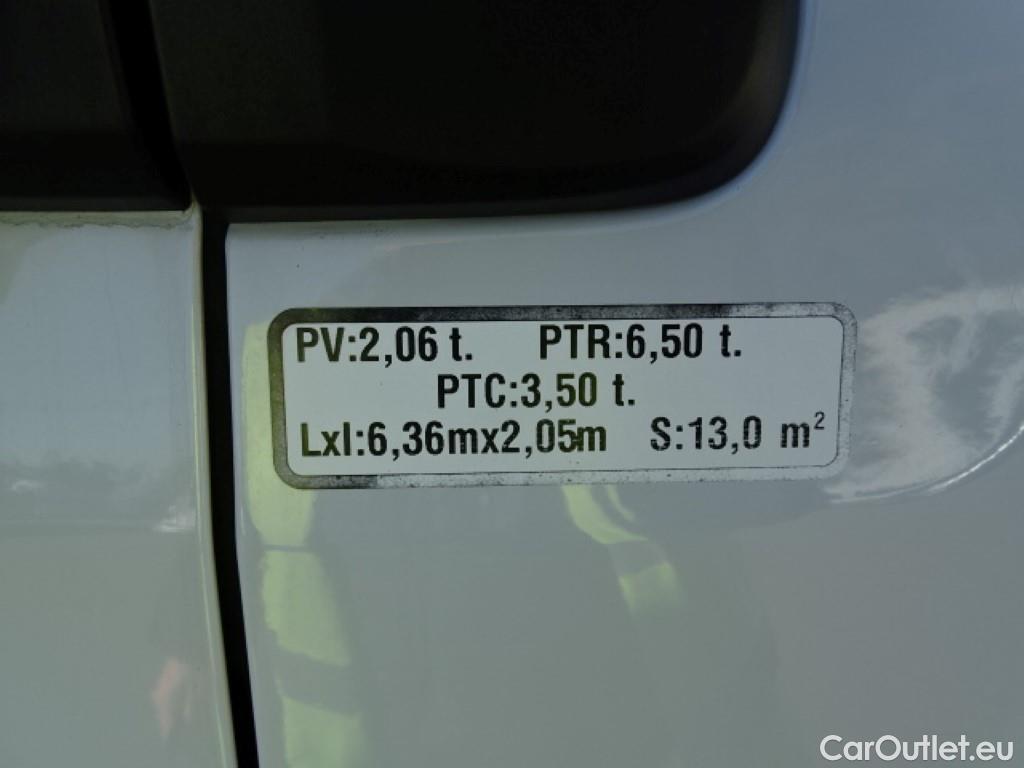 PV:2,06 t. PTR:6,50 t.
PTC:3,50 t.
Lxl:6,36mx2,05m S:13,0 m²
CarOutlet.eu